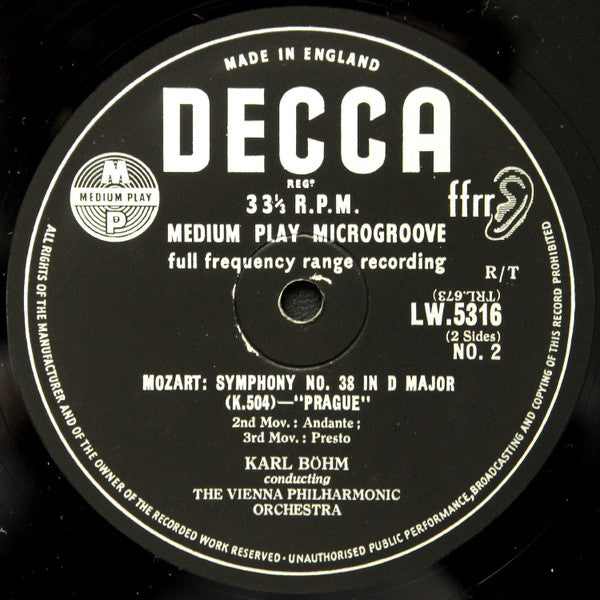 MADE IN ENGLAND
DECCA
REGD
33⅓ R.P.M.
M
MEDIUM PLAY
P
ffrr
MEDIUM PLAY MICROGROOVE
full frequency range recording
R/T
(TRL.673)
LW.5316
(2 Sides)
NO. 2
MOZART: SYMPHONY NO. 38 IN D MAJOR
(K.504)—"PRAGUE"
2nd Mov.: Andante;
3rd Mov.: Presto
KARL BÖHM
conducting
THE VIENNA PHILHARMONIC
ORCHESTRA
ALL RIGHTS OF THE MANUFACTURER AND OF THE OWNER OF THE RECORDED WORK RESERVED · UNAUTHORISED PUBLIC PERFORMANCE, BROADCASTING AND COPYING OF THIS RECORD PROHIBITED